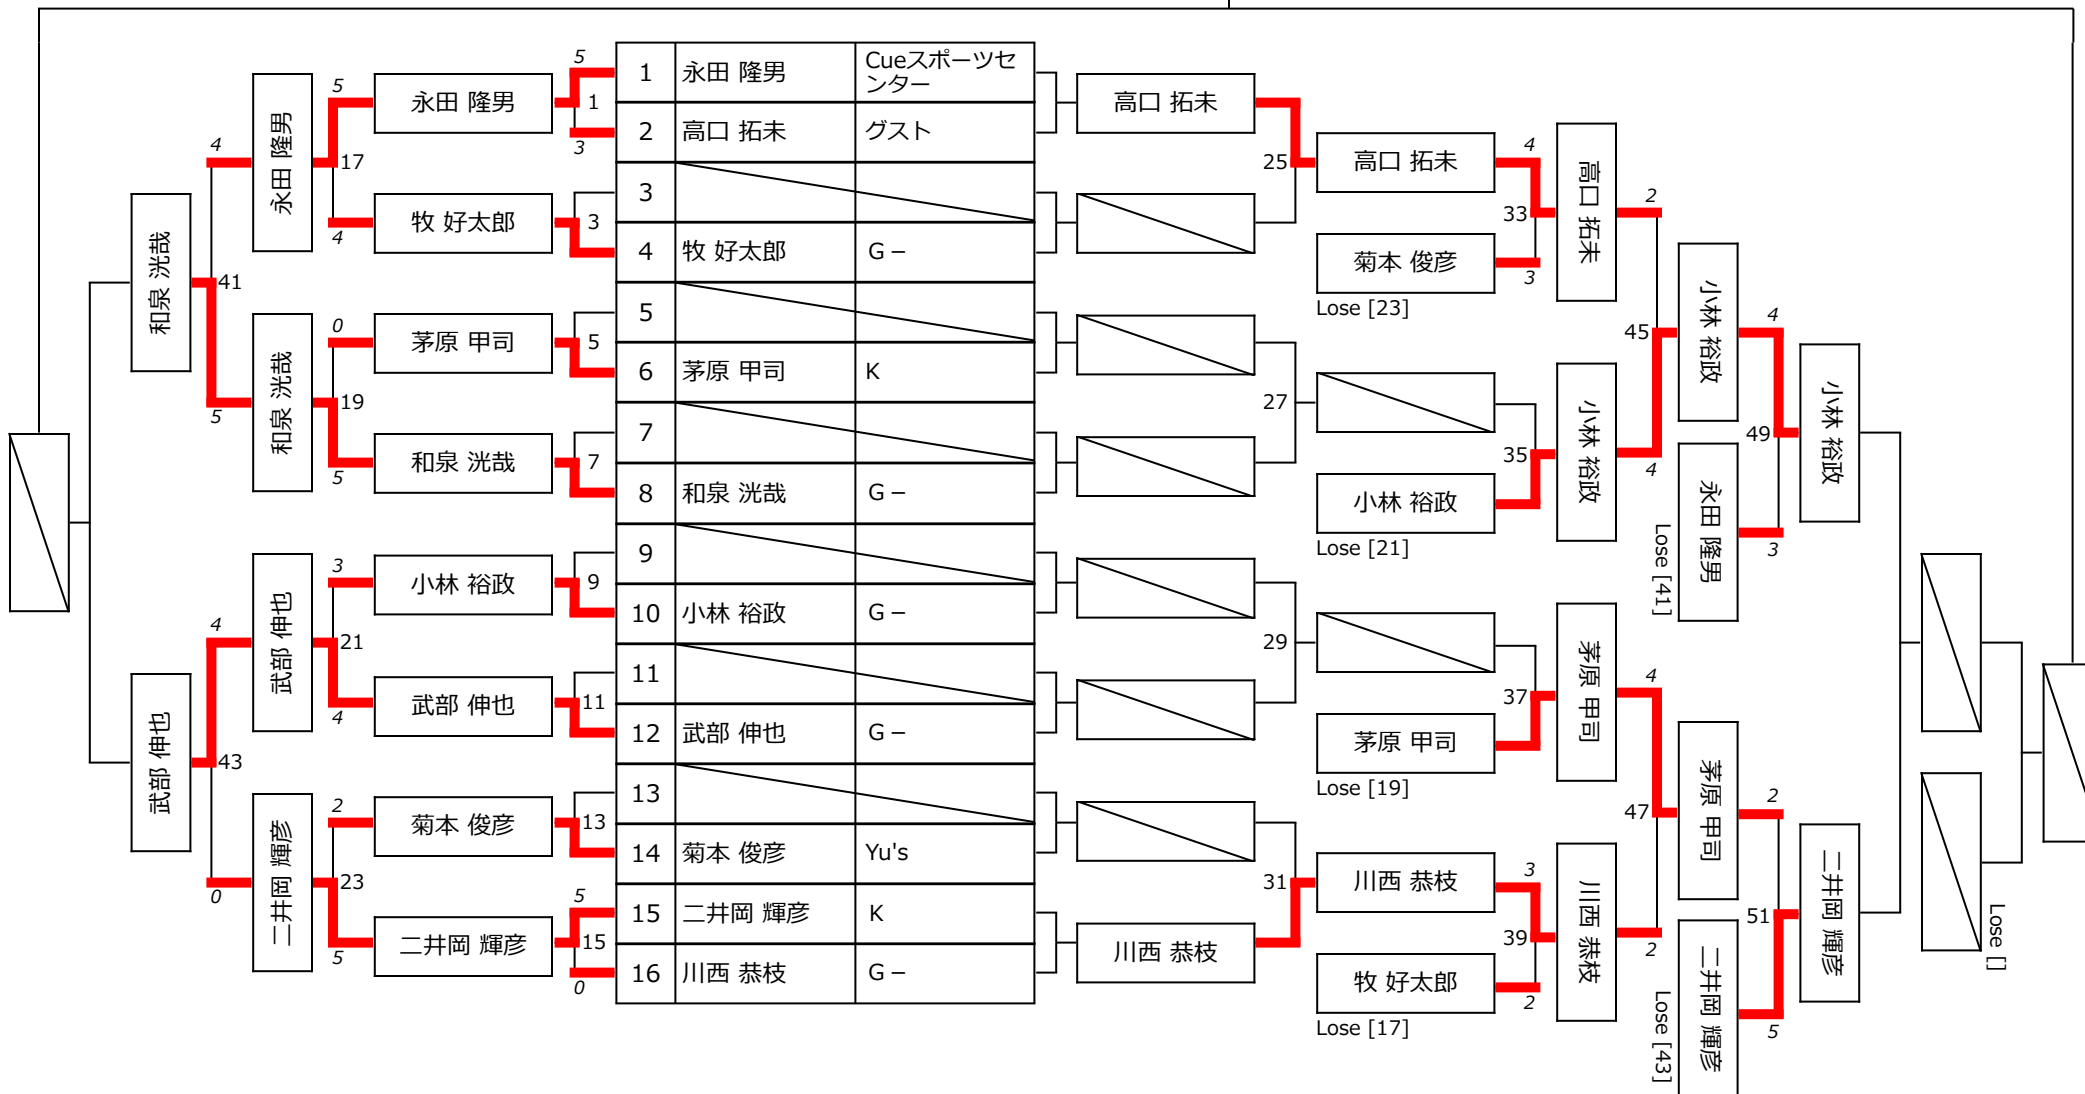 1 永田 隆男 Cueスポーツセンター
2 高口 拓未 グスト
3
4 牧 好太郎 G－
5
6 茅原 甲司 K
7
8 和泉 洸哉 G－
9
10 小林 裕政 G－
11
12 武部 伸也 G－
13
14 菊本 俊彦 Yu's
15 二井岡 輝彦 K
16 川西 恭枝 G－
永田 隆男 5 1 3
牧 好太郎 3
茅原 甲司 5
和泉 洸哉 7
小林 裕政 9
武部 伸也 11
菊本 俊彦 13
二井岡 輝彦 5 15 0
永田 隆男 5 17 4
和泉 洸哉 0 19 5
武部 伸也 3 21 4
二井岡 輝彦 2 23 5
和泉 洸哉 4 41 5
武部 伸也 4 43 0
高口 拓未
川西 恭枝
25 高口 拓未
菊本 俊彦
Lose [23]
27
小林 裕政
Lose [21]
29
茅原 甲司
Lose [19]
31 川西 恭枝
牧 好太郎
Lose [17]
4 33 3 高口 拓未
35 小林 裕政
37 茅原 甲司
3 39 2 川西 恭枝
2 45 4 小林 裕政
永田 隆男
Lose [41]
4 47 2 茅原 甲司
二井岡 輝彦
Lose [43]
4 49 3 小林 裕政
2 51 5 二井岡 輝彦
Lose []